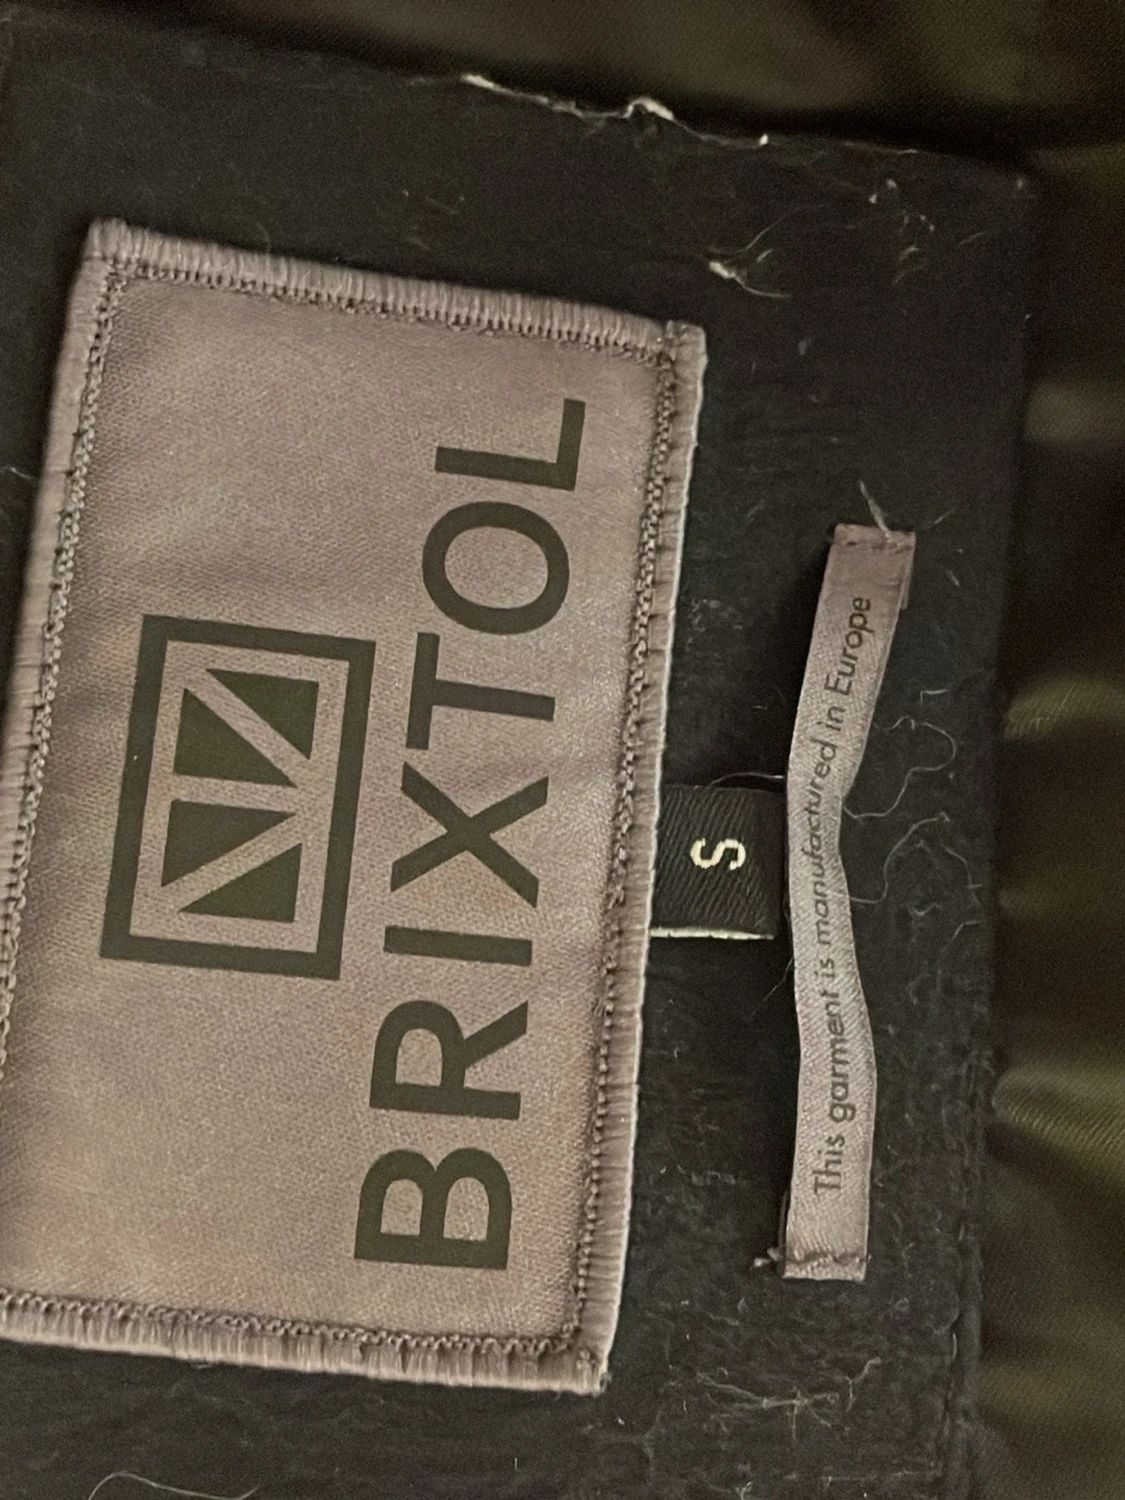 BRIXTOL
S
This garment is manufactured in Europe